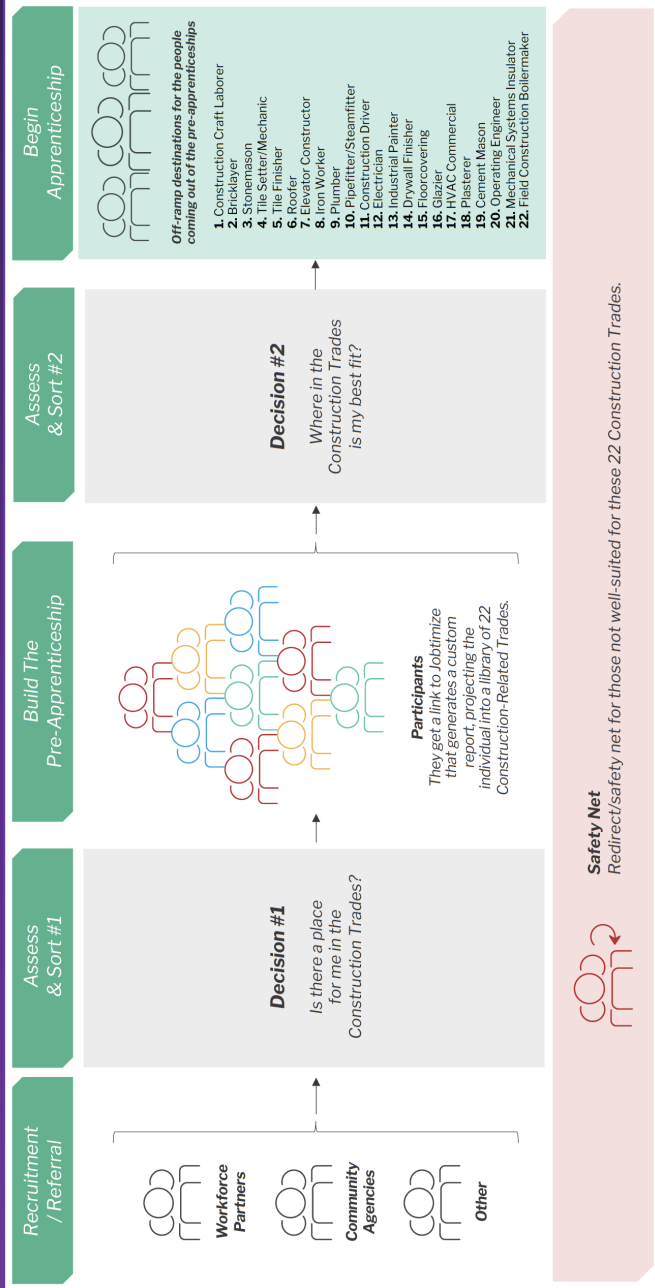 Recruitment
/ Referral
Workforce
Partners
Community
Agencies
Other
Assess
& Sort #1
Decision #1
Is there a place
for me in the
Construction Trades?
Build The
Pre-Apprenticeship
Participants
They get a link to Jobtimize
that generates a custom
report, projecting the
individual into a library of 22
Construction-Related Trades.
Assess
& Sort #2
Decision #2
Where in the
Construction Trades
is my best fit?
Begin
Apprenticeship
Off-ramp destinations for the people
coming out of the pre-apprenticeships
1. Construction Craft Laborer
2. Bricklayer
3. Stonemason
4. Tile Setter/Mechanic
5. Tile Finisher
6. Roofer
7. Elevator Constructor
8. Iron Worker
9. Plumber
10. Pipefitter/Steamfitter
11. Construction Driver
12. Electrician
13. Industrial Painter
14. Drywall Finisher
15. Floorcovering
16. Glazier
17. HVAC Commercial
18. Plasterer
19. Cement Mason
20. Operating Engineer
21. Mechanical Systems Insulator
22. Field Construction Boilermaker
Safety Net
Redirect/safety net for those not well-suited for these 22 Construction Trades.